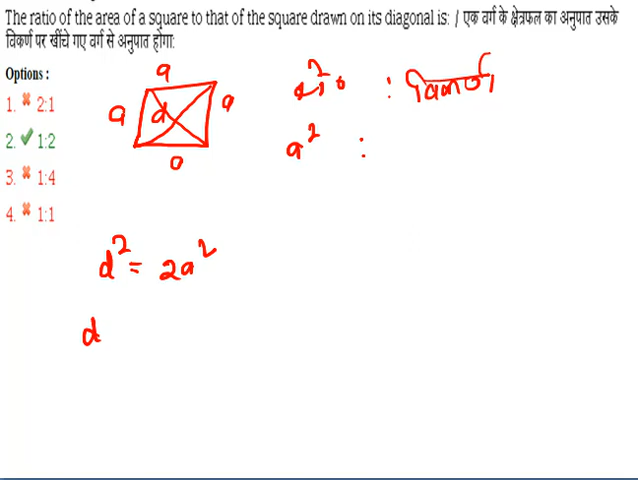 The ratio of the area of a square to that of the square drawn on its diagonal is: / एक वर्ग के क्षेत्रफल का अनुपात उसके
विकर्ण पर खींचे गए वर्ग से अनुपात होगा:
Options :
1. 2:1
2. 1:2
3. 1:4
4. 1:1
a
a d a
a
: विकर्ण
a² :
d² = 2a²
d